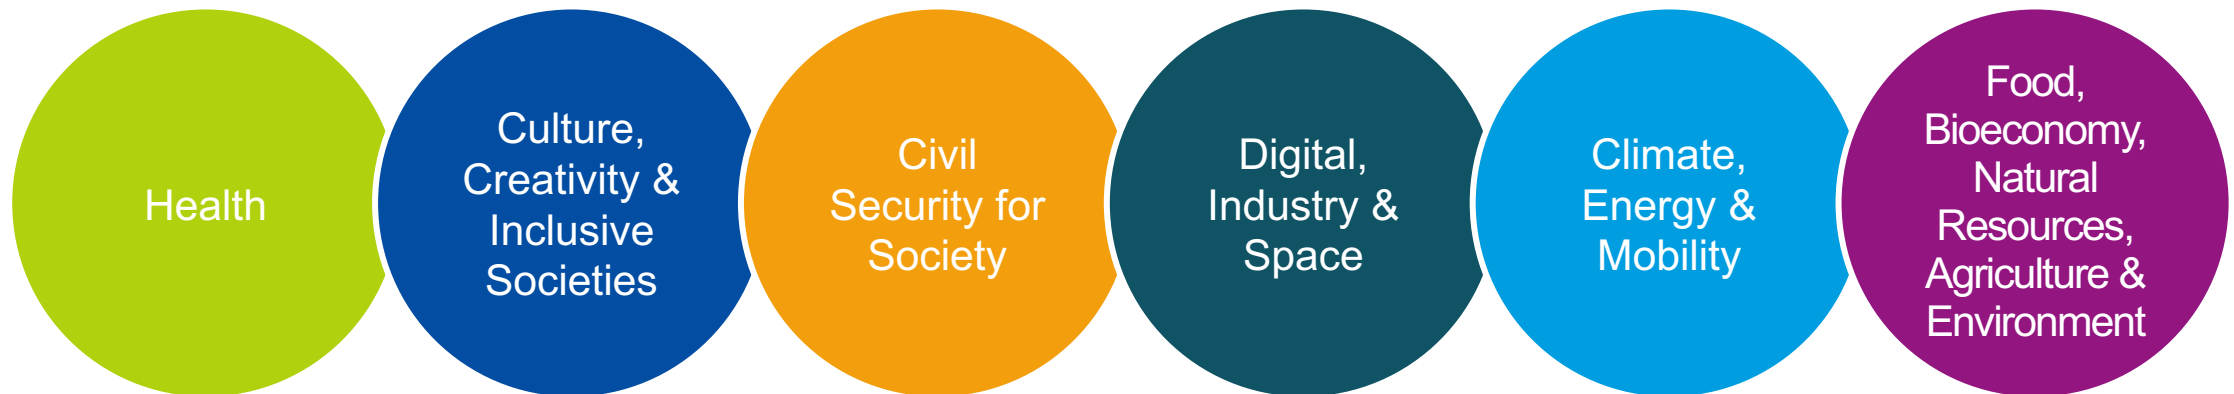 Health
Culture,
Creativity &
Inclusive
Societies
Civil
Security for
Society
Digital,
Industry &
Space
Climate,
Energy &
Mobility
Food,
Bioeconomy,
Natural
Resources,
Agriculture &
Environment